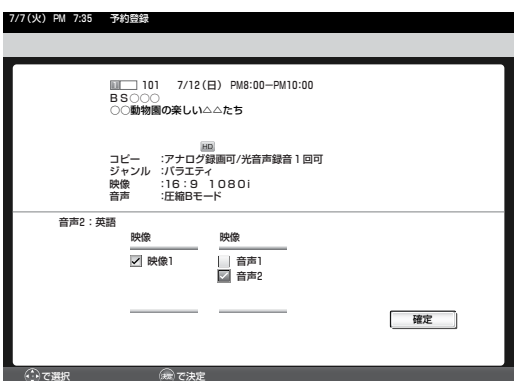 7/7(火) PM 7:35 予約登録
101 7/12(日) PM8:00-PM10:00
BS○○○
○○動物園の楽しい△△たち
HD
コピー :アナログ録画可/光音声録音1回可
ジャンル :バラエティ
映像 :16:9 1080i
音声 :圧縮Bモード
音声2:英語
映像 映像
映像1 音声1
音声2
確定
で選択 で決定